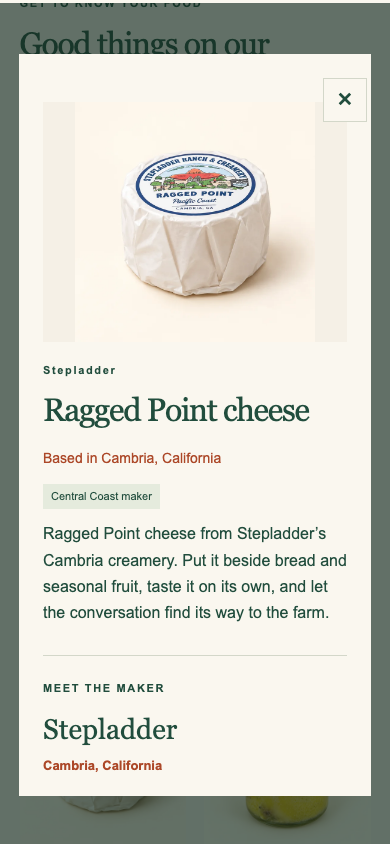 GET TO KNOW YOUR FOOD
Good things on our
×
STEPLADDER RANCH & CREAMERY
RAGGED POINT
Pacific Coast
CAMBRIA, CA
Stepladder
Ragged Point cheese
Based in Cambria, California
Central Coast maker
Ragged Point cheese from Stepladder’s
Cambria creamery. Put it beside bread and
seasonal fruit, taste it on its own, and let
the conversation find its way to the farm.
MEET THE MAKER
Stepladder
Cambria, California